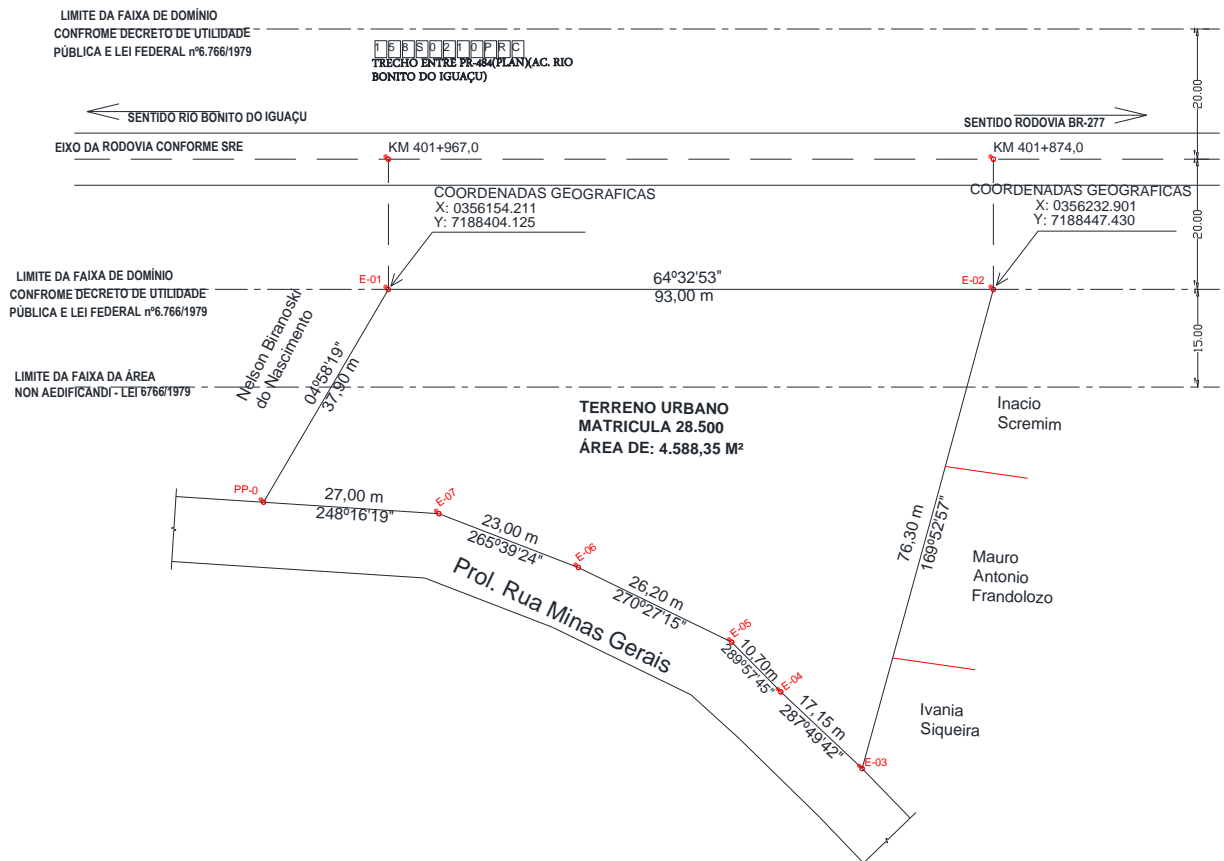 LIMITE DA FAIXA DE DOMÍNIO
CONFROME DECRETO DE UTILIDADE
PÚBLICA E LEI FEDERAL nº6.766/1979
158S0210PRC
TRECHO ENTRE PR-484(PLAN)(AC. RIO
BONITO DO IGUAÇU)
20.00
SENTIDO RIO BONITO DO IGUAÇU
SENTIDO RODOVIA BR-277
EIXO DA RODOVIA CONFORME SRE
KM 401+967,0
KM 401+874,0
COORDENADAS GEOGRAFICAS
X: 0356154.211
Y: 7188404.125
COORDENADAS GEOGRAFICAS
X: 0356232.901
Y: 7188447.430
20.00
LIMITE DA FAIXA DE DOMÍNIO
CONFROME DECRETO DE UTILIDADE
PÚBLICA E LEI FEDERAL nº6.766/1979
E-01
64º32'53"
93,00 m
E-02
15.00
Nelson Biranoski
do Nascimento
04º58'19"
37,90 m
LIMITE DA FAIXA DA ÁREA
NON AEDIFICANDI - LEI 6766/1979
TERRENO URBANO
MATRICULA 28.500
ÁREA DE: 4.588,35 M²
Inacio
Scremim
PP-0
27,00 m
248º16'19"
E-07
23,00 m
265º39'24"
E-06
26,20 m
270º27'15"
E-05
10,70m
289º57'45"
E-04
17,15 m
287º49'42"
E-03
76,30 m
169º52'57"
Mauro
Antonio
Frandolozo
Prol. Rua Minas Gerais
Ivania
Siqueira